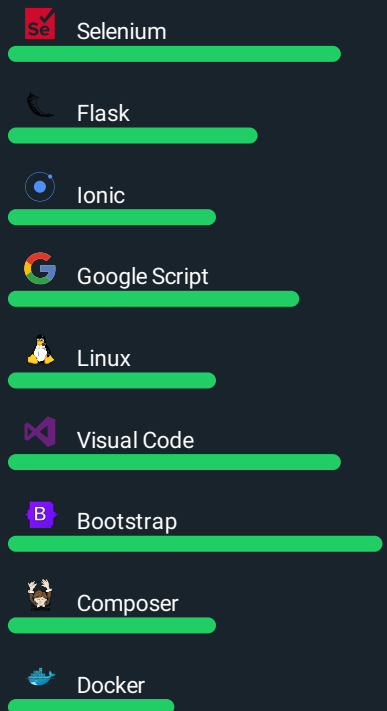 Se
Selenium
Flask
Ionic
Google Script
Linux
Visual Code
B
Bootstrap
Composer
Docker